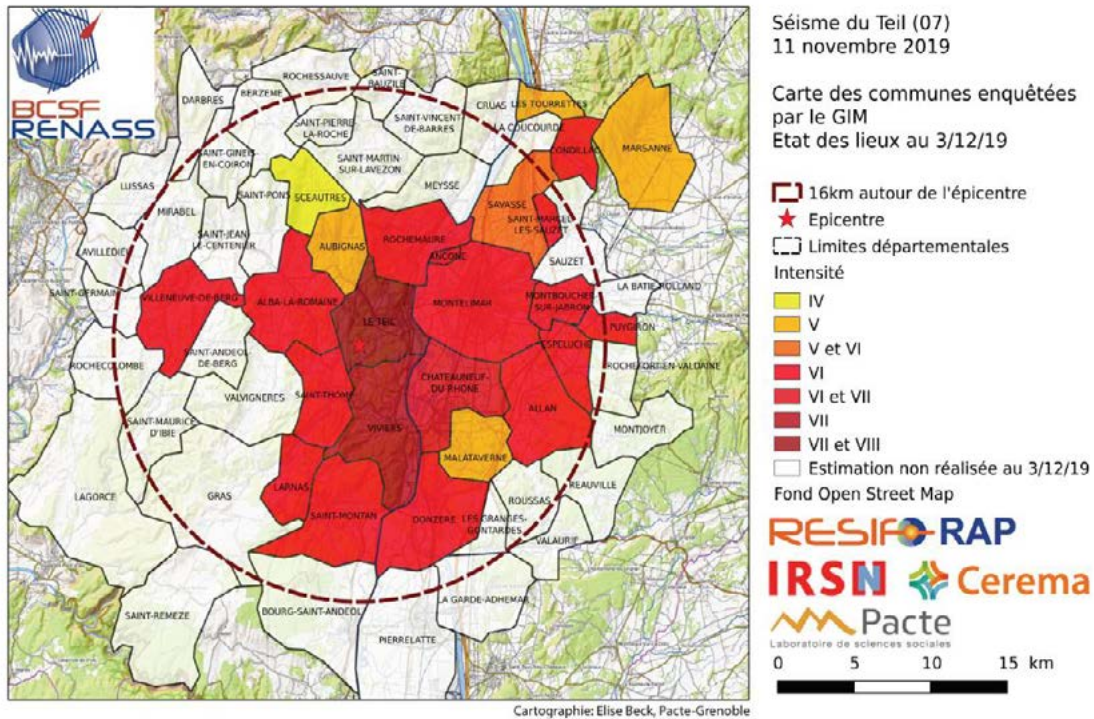 BCSF
RENASS
ROCHESSAUVE
SAINT-
BAUZILE
BERZEME
DARBRES
CRUAS
LES TOURRETTES
SAINT-PIERRE-
LA-ROCHE
SAINT-VINCENT-
DE-BARRES
LA COUCOURDE
CONDILLAC
MARSANNE
SAINT-GINEIS-
EN-COIRON
SAINT-MARTIN-
SUR-LAVEZON
LUSSAS
SAINT-PONS
SCEAUTRES
MEYSSE
MIRABEL
SAVASSE
SAINT-MARCEL-
LES-SAUZET
SAINT-JEAN-
LE-CENTENIER
AUBIGNAS
ROCHEMAURE
LAVILLEDIEU
ANCONE
SAUZET
SAINT-GERMAIN
LA BATIE-ROLLAND
VILLENEUVE-DE-BERG
ALBA-LA-ROMAINE
MONTELIMAR
MONTBOUCHER-
SUR-JABRON
LE TEIL
PUYGIRON
ESPELUCHE
ROCHECOLOMBE
SAINT-ANDEOL-
DE-BERG
ROCHEFORT-EN-VALDAINE
CHATEAUNEUF-
DU-RHONE
VALVIGNERES
SAINT-THOME
ALLAN
SAINT-MAURICE-
D'IBIE
VIVIERS
MONTJOYER
MALATAVERNE
LAGORCE
GRAS
LARNAS
REAUVILLE
ROUSSAS
SAINT-MONTAN
DONZERE
LES GRANGES-
GONTARDES
VALAURIE
SAINT-REMEZE
BOURG-SAINT-ANDEOL
LA GARDE-ADHEMAR
PIERRELATTE
Cartographie: Elise Beck, Pacte-Grenoble
Séisme du Teil (07)
11 novembre 2019
Carte des communes enquêtées
par le GIM
Etat des lieux au 3/12/19
16km autour de l'épicentre
Epicentre
Limites départementales
Intensité
IV
V
V et VI
VI
VI et VII
VII
VII et VIII
Estimation non réalisée au 3/12/19
Fond Open Street Map
RESIF RAP
IRSN Cerema
Pacte
Laboratoire de sciences sociales
0 5 10 15 km